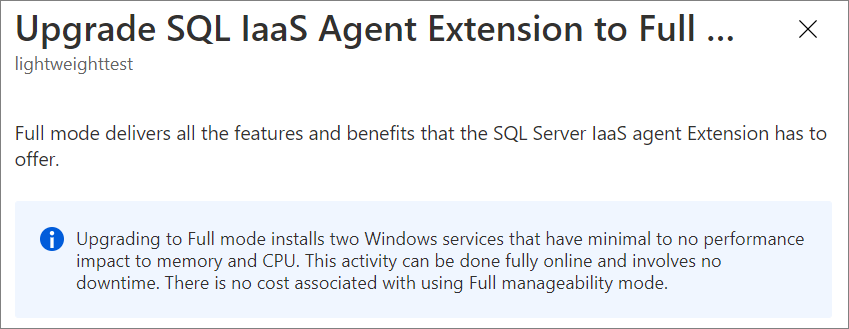 Upgrade SQL IaaS Agent Extension to Full ...
lightweighttest
Full mode delivers all the features and benefits that the SQL Server IaaS agent Extension has to
offer.
Upgrading to Full mode installs two Windows services that have minimal to no performance
impact to memory and CPU. This activity can be done fully online and involves no
downtime. There is no cost associated with using Full manageability mode.